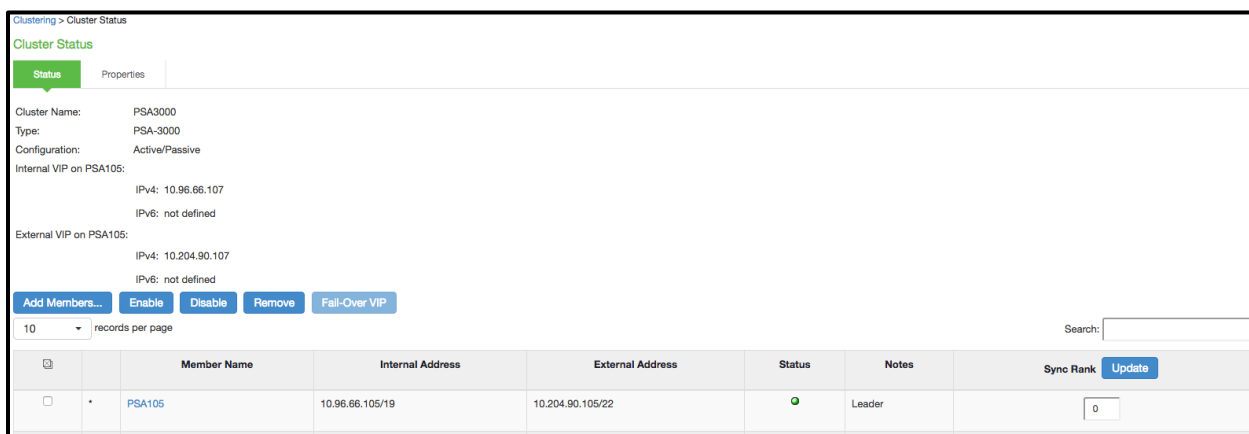 Clustering > Cluster Status
Cluster Status
Status Properties
Cluster Name: PSA3000
Type: PSA-3000
Configuration: Active/Passive
Internal VIP on PSA105:
IPv4: 10.96.66.107
IPv6: not defined
External VIP on PSA105:
IPv4: 10.204.90.107
IPv6: not defined
Add Members... Enable Disable Remove Fail-Over VIP
10 records per page Search:
Member Name Internal Address External Address Status Notes Sync Rank Update
* PSA105 10.96.66.105/19 10.204.90.105/22 Leader 0